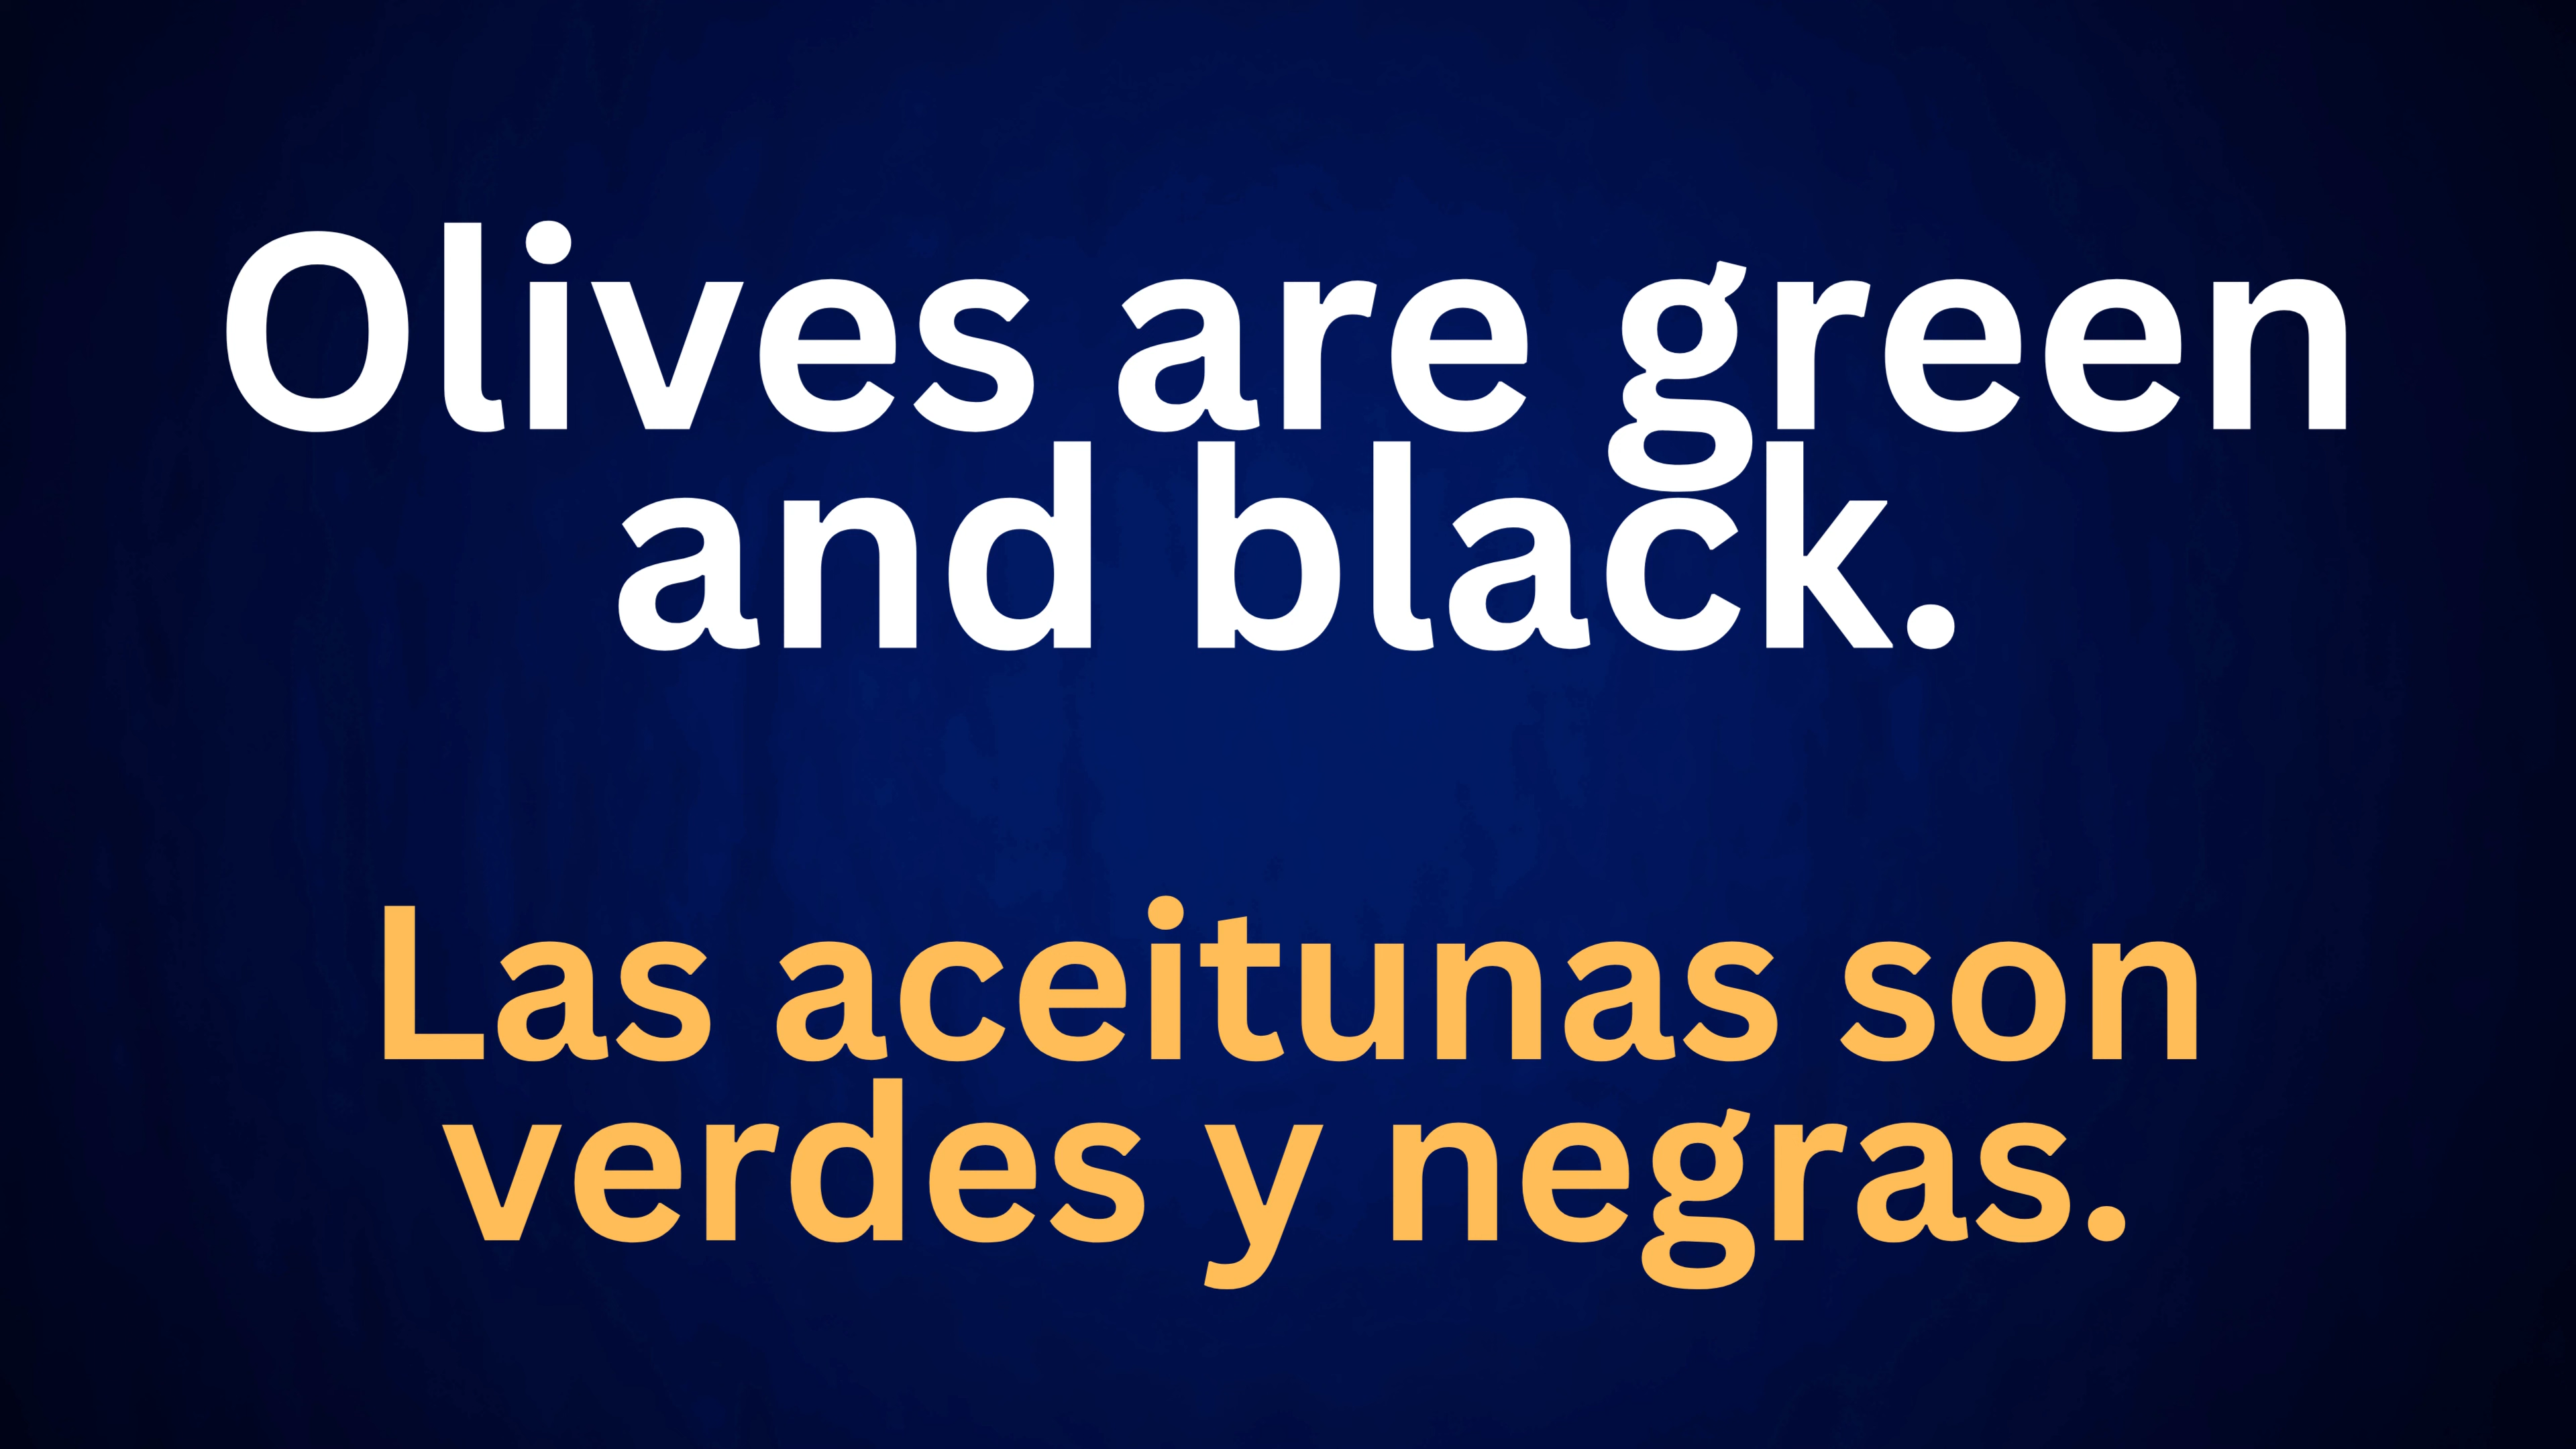 Olives are green
and black.
Las aceitunas son
verdes y negras.